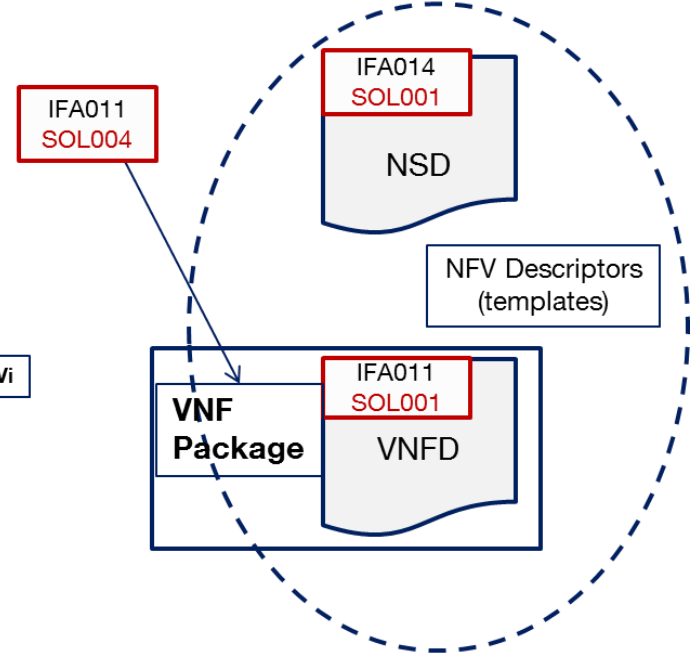 IFA014
SOL001
IFA011
SOL004
NSD
NFV Descriptors
(templates)
IFA011
SOL001
VNF
Package
VNFD